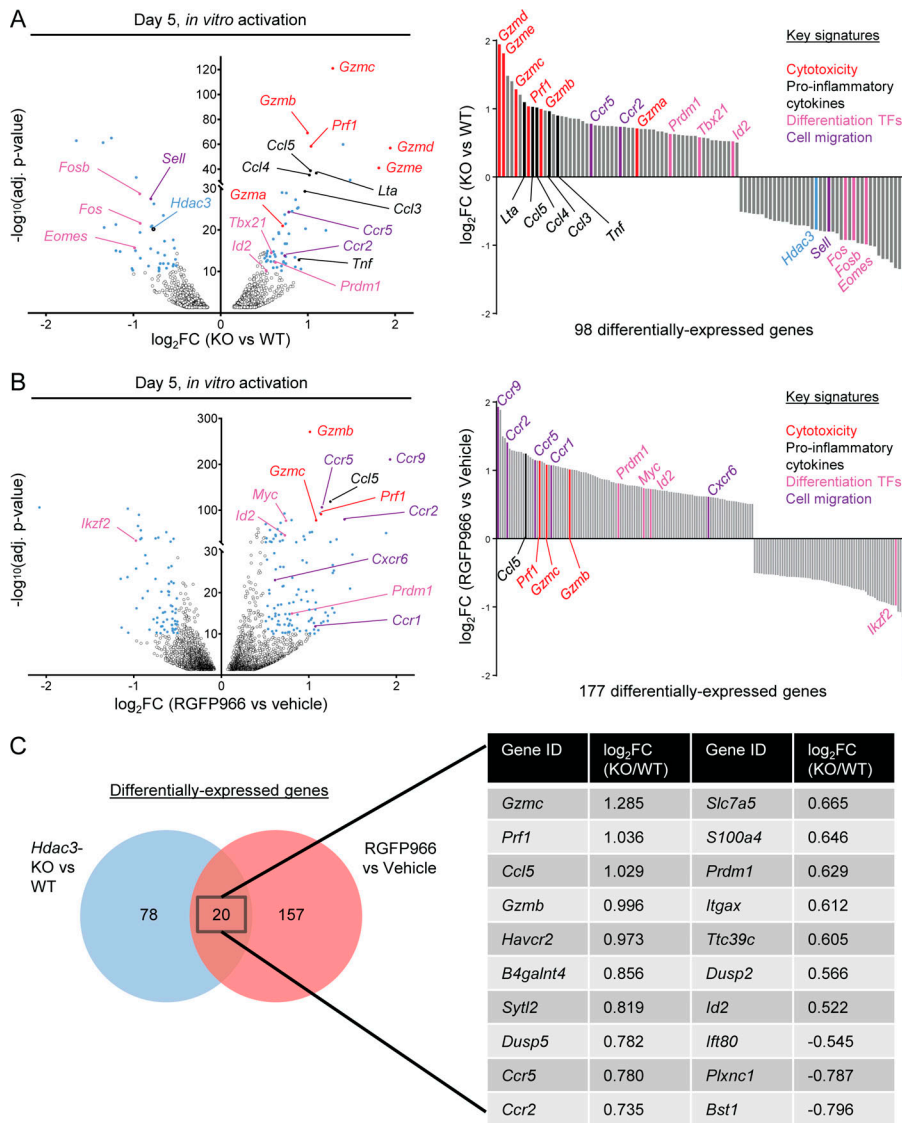 A
Day 5, in vitro activation
-log10(adj. p-value)
120
100
80
60
40
30
20
10
-2
-1
0
1
2
log2FC (KO vs WT)
Gzmc
Gzmb
Prf1
Gzmd
Ccl5
Ccl4
Lta
Gzme
Fosb
Sell
Ccl3
Gzma
Hdac3
Fos
Tbx21
Ccr5
Eomes
Id2
Ccr2
Tnf
Prdm1
log2FC (KO vs WT)
2
1
0
-1
-2
Gzmd
Gzme
Gzmc
Prf1
Gzmb
Ccr5
Ccr2
Gzma
Prdm1
Tbx21
Id2
Lta
Ccl5
Ccl4
Ccl3
Tnf
Hdac3
Sell
Fos
Fosb
Eomes
98 differentially-expressed genes
Key signatures
Cytotoxicity
Pro-inflammatory
cytokines
Differentiation TFs
Cell migration
B
Day 5, in vitro activation
-log10(adj. p-value)
300
250
200
150
100
50
30
20
10
-2
-1
0
1
2
log2FC (RGFP966 vs vehicle)
Gzmb
Ccr5
Ccr9
Gzmc
Ccl5
Myc
Prf1
Id2
Ccr2
Ikzf2
Cxcr6
Prdm1
Ccr1
log2FC (RGFP966 vs Vehicle)
2
1
0
-1
-2
Ccr9
Ccr2
Ccr5
Ccr1
Prdm1
Myc
Id2
Cxcr6
Ccl5
Prf1
Gzmc
Gzmb
Ikzf2
177 differentially-expressed genes
Key signatures
Cytotoxicity
Pro-inflammatory
cytokines
Differentiation TFs
Cell migration
C
Differentially-expressed genes
Hdac3-
KO vs
WT
RGFP966
vs Vehicle
78
20
157
Gene ID log2FC (KO/WT) Gene ID log2FC (KO/WT)
Gzmc 1.285 Slc7a5 0.665
Prf1 1.036 S100a4 0.646
Ccl5 1.029 Prdm1 0.629
Gzmb 0.996 Itgax 0.612
Havcr2 0.973 Ttc39c 0.605
B4galnt4 0.856 Dusp2 0.566
Sytl2 0.819 Id2 0.522
Dusp5 0.782 Ift80 -0.545
Ccr5 0.780 Plxnc1 -0.787
Ccr2 0.735 Bst1 -0.796